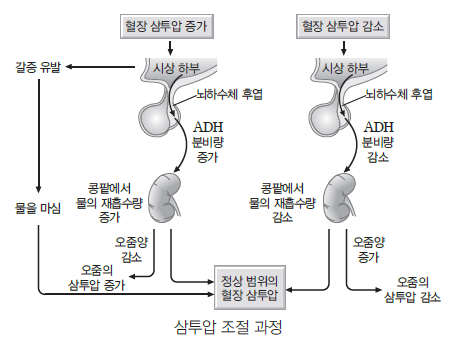 혈장 삼투압 증가
혈장 삼투압 감소
갈증 유발
시상 하부
시상 하부
뇌하수체 후엽
뇌하수체 후엽
ADH
분비량
증가
ADH
분비량
감소
콩팥에서
물의 재흡수량
증가
콩팥에서
물의 재흡수량
감소
물을 마심
오줌양
감소
오줌양
증가
오줌의
삼투압 증가
정상 범위의
혈장 삼투압
오줌의
삼투압 감소
삼투압 조절 과정